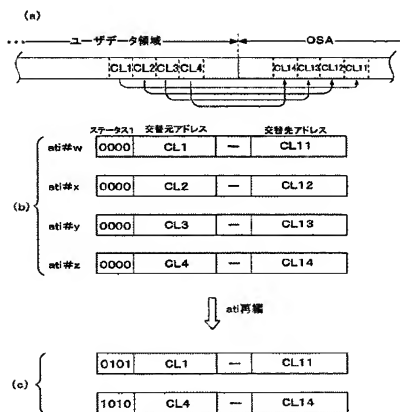 (a)
… ユーザデータ領域 OSA
CL1 CL2 CL3 CL4 CL14 CL13 CL12 CL11
ステータス1 交替元アドレス 交替先アドレス
ati#w 0000 CL1 — CL11
ati#x 0000 CL2 — CL12
(b)
ati#y 0000 CL3 — CL13
ati#z 0000 CL4 — CL14
ati再編
(c)
0101 CL1 — CL11
1010 CL4 — CL14